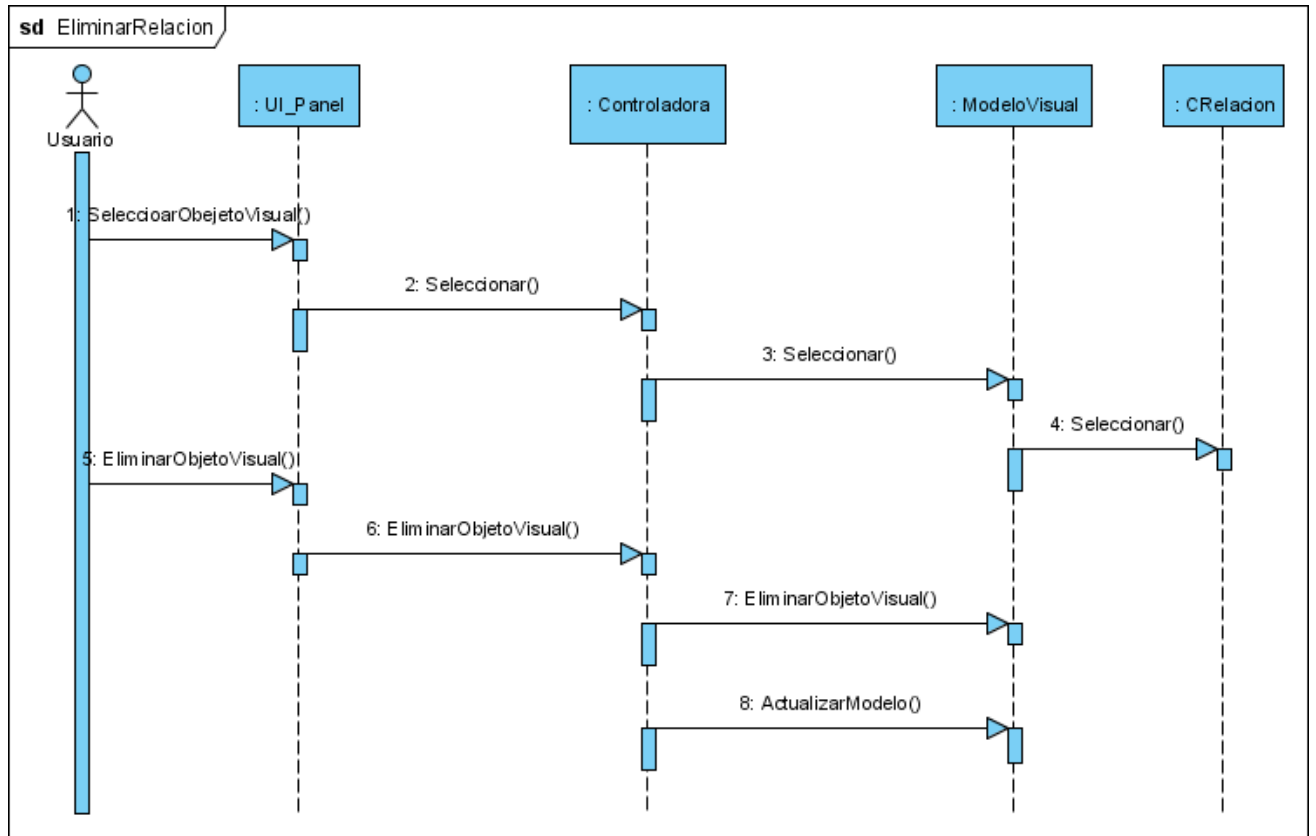 sd EliminarRelacion
Usuario
: UI_Panel
: Controladora
: ModeloVisual
: CRelacion
1: SeleccioarObejetoVisual()
2: Seleccionar()
3: Seleccionar()
4: Seleccionar()
5: EliminarObjetoVisual()
6: EliminarObjetoVisual()
7: EliminarObjetoVisual()
8: ActualizarModelo()